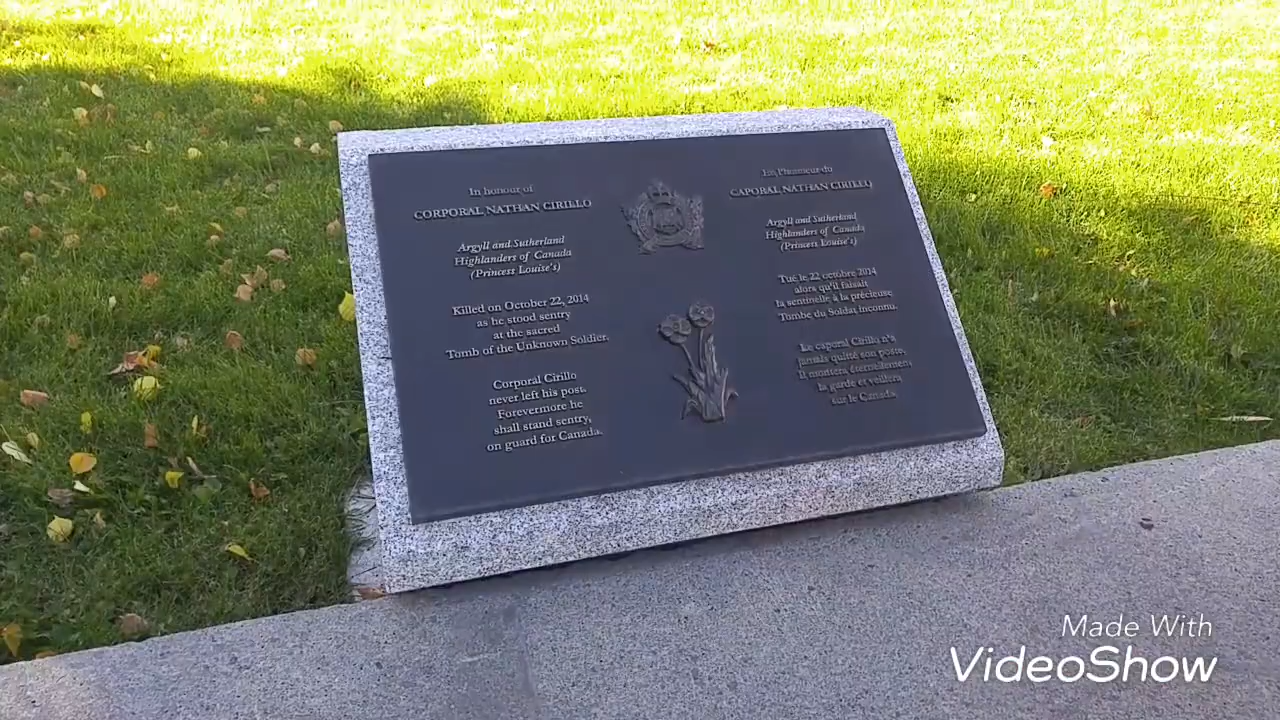 In honour of
CORPORAL NATHAN CIRILLO
Argyll and Sutherland
Highlanders of Canada
(Princess Louise's)
Killed on October 22, 2014
as he stood sentry
at the sacred
Tomb of the Unknown Soldier.
Corporal Cirillo
never left his post.
Forevermore he
shall stand sentry,
on guard for Canada.
En l'honneur du
CAPORAL NATHAN CIRILLO
Argyll and Sutherland
Highlanders of Canada
(Princess Louise's)
Tué le 22 octobre 2014
alors qu'il faisait
la sentinelle à la précieuse
Tombe du Soldat inconnu.
Le caporal Cirillo n'a
jamais quitté son poste.
Il montera éternellement
la garde et veillera
sur le Canada.
Made With
VideoShow